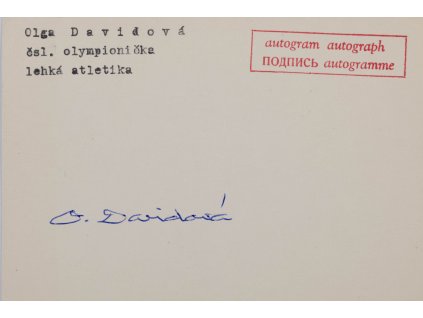 Olga Davidová
čsl. olympionička
lehká atletika
autogram autograph
ПОДПИСЬ autogramme
O. Davidová